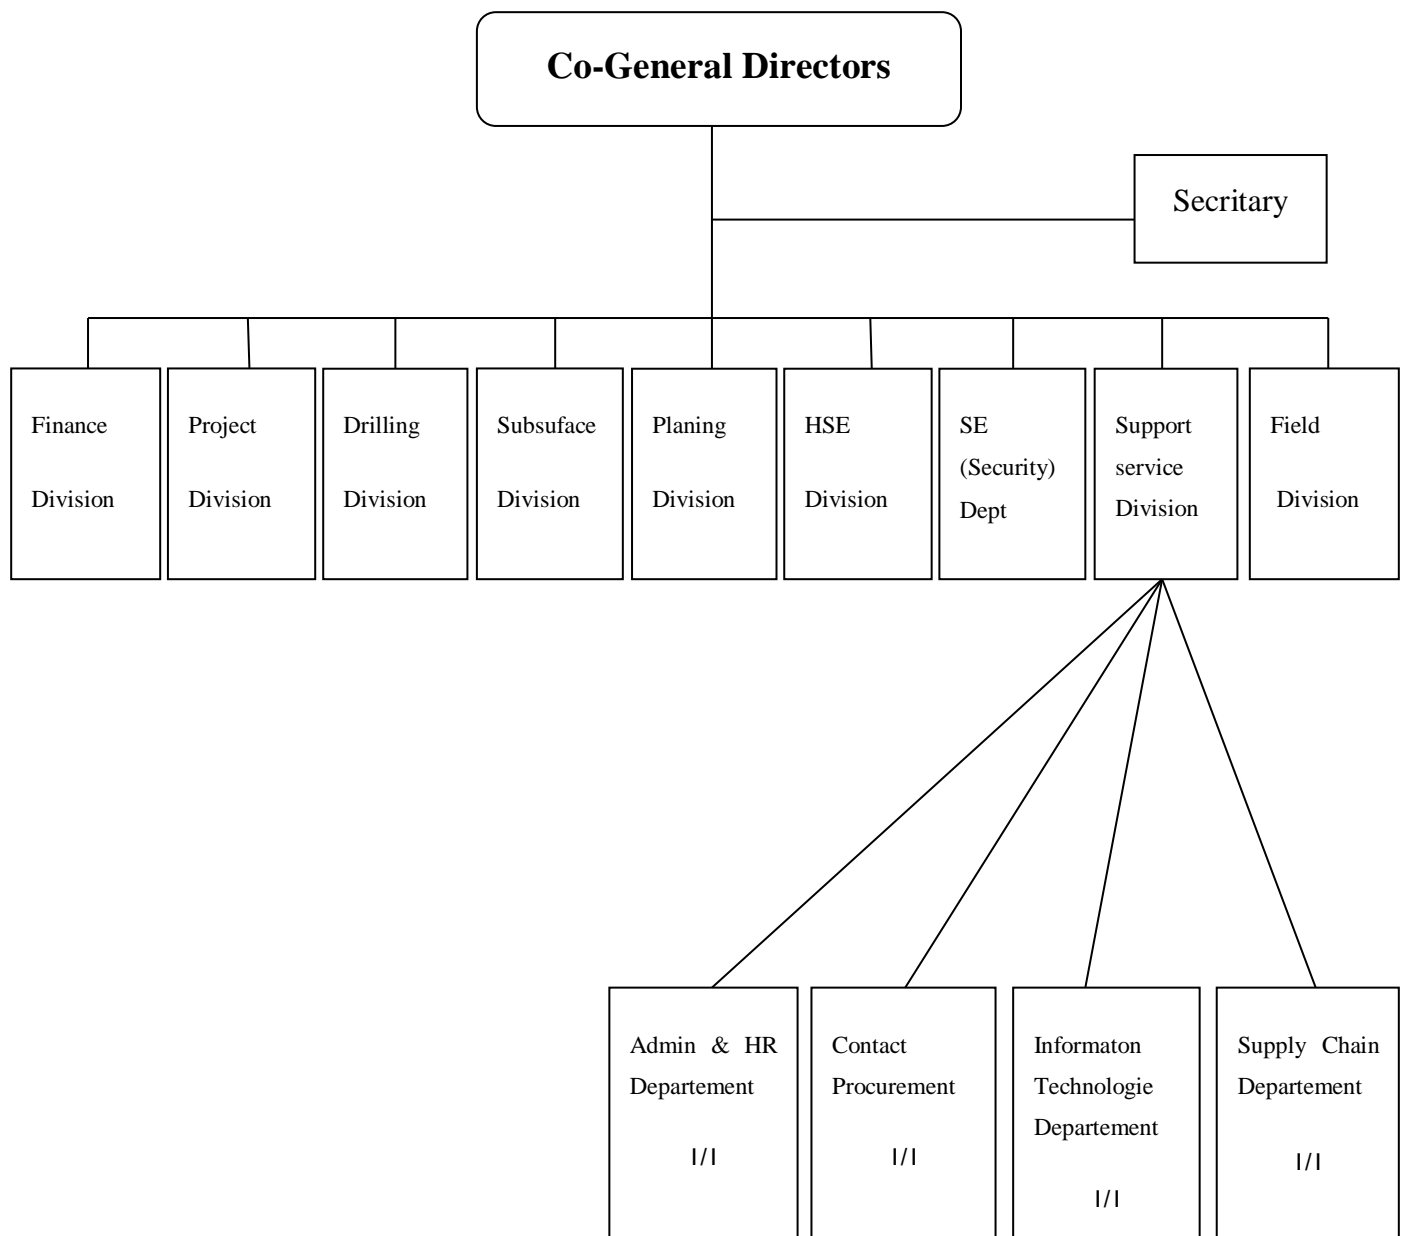 Co-General Directors
Secritary
Finance
Division
Project
Division
Drilling
Division
Subsuface
Division
Planing
Division
HSE
Division
SE
(Security)
Dept
Support
service
Division
Field
Division
Admin & HR
Departement
I/I
Contact
Procurement
I/I
Informaton
Technologie
Departement
I/I
Supply Chain
Departement
I/I